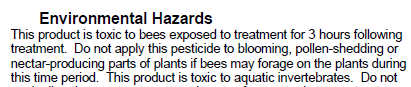 Environmental Hazards
This product is toxic to bees exposed to treatment for 3 hours following
treatment.  Do not apply this pesticide to blooming, pollen-shedding or
nectar-producing parts of plants if bees may forage on the plants during
this time period.  This product is toxic to aquatic invertebrates.  Do not